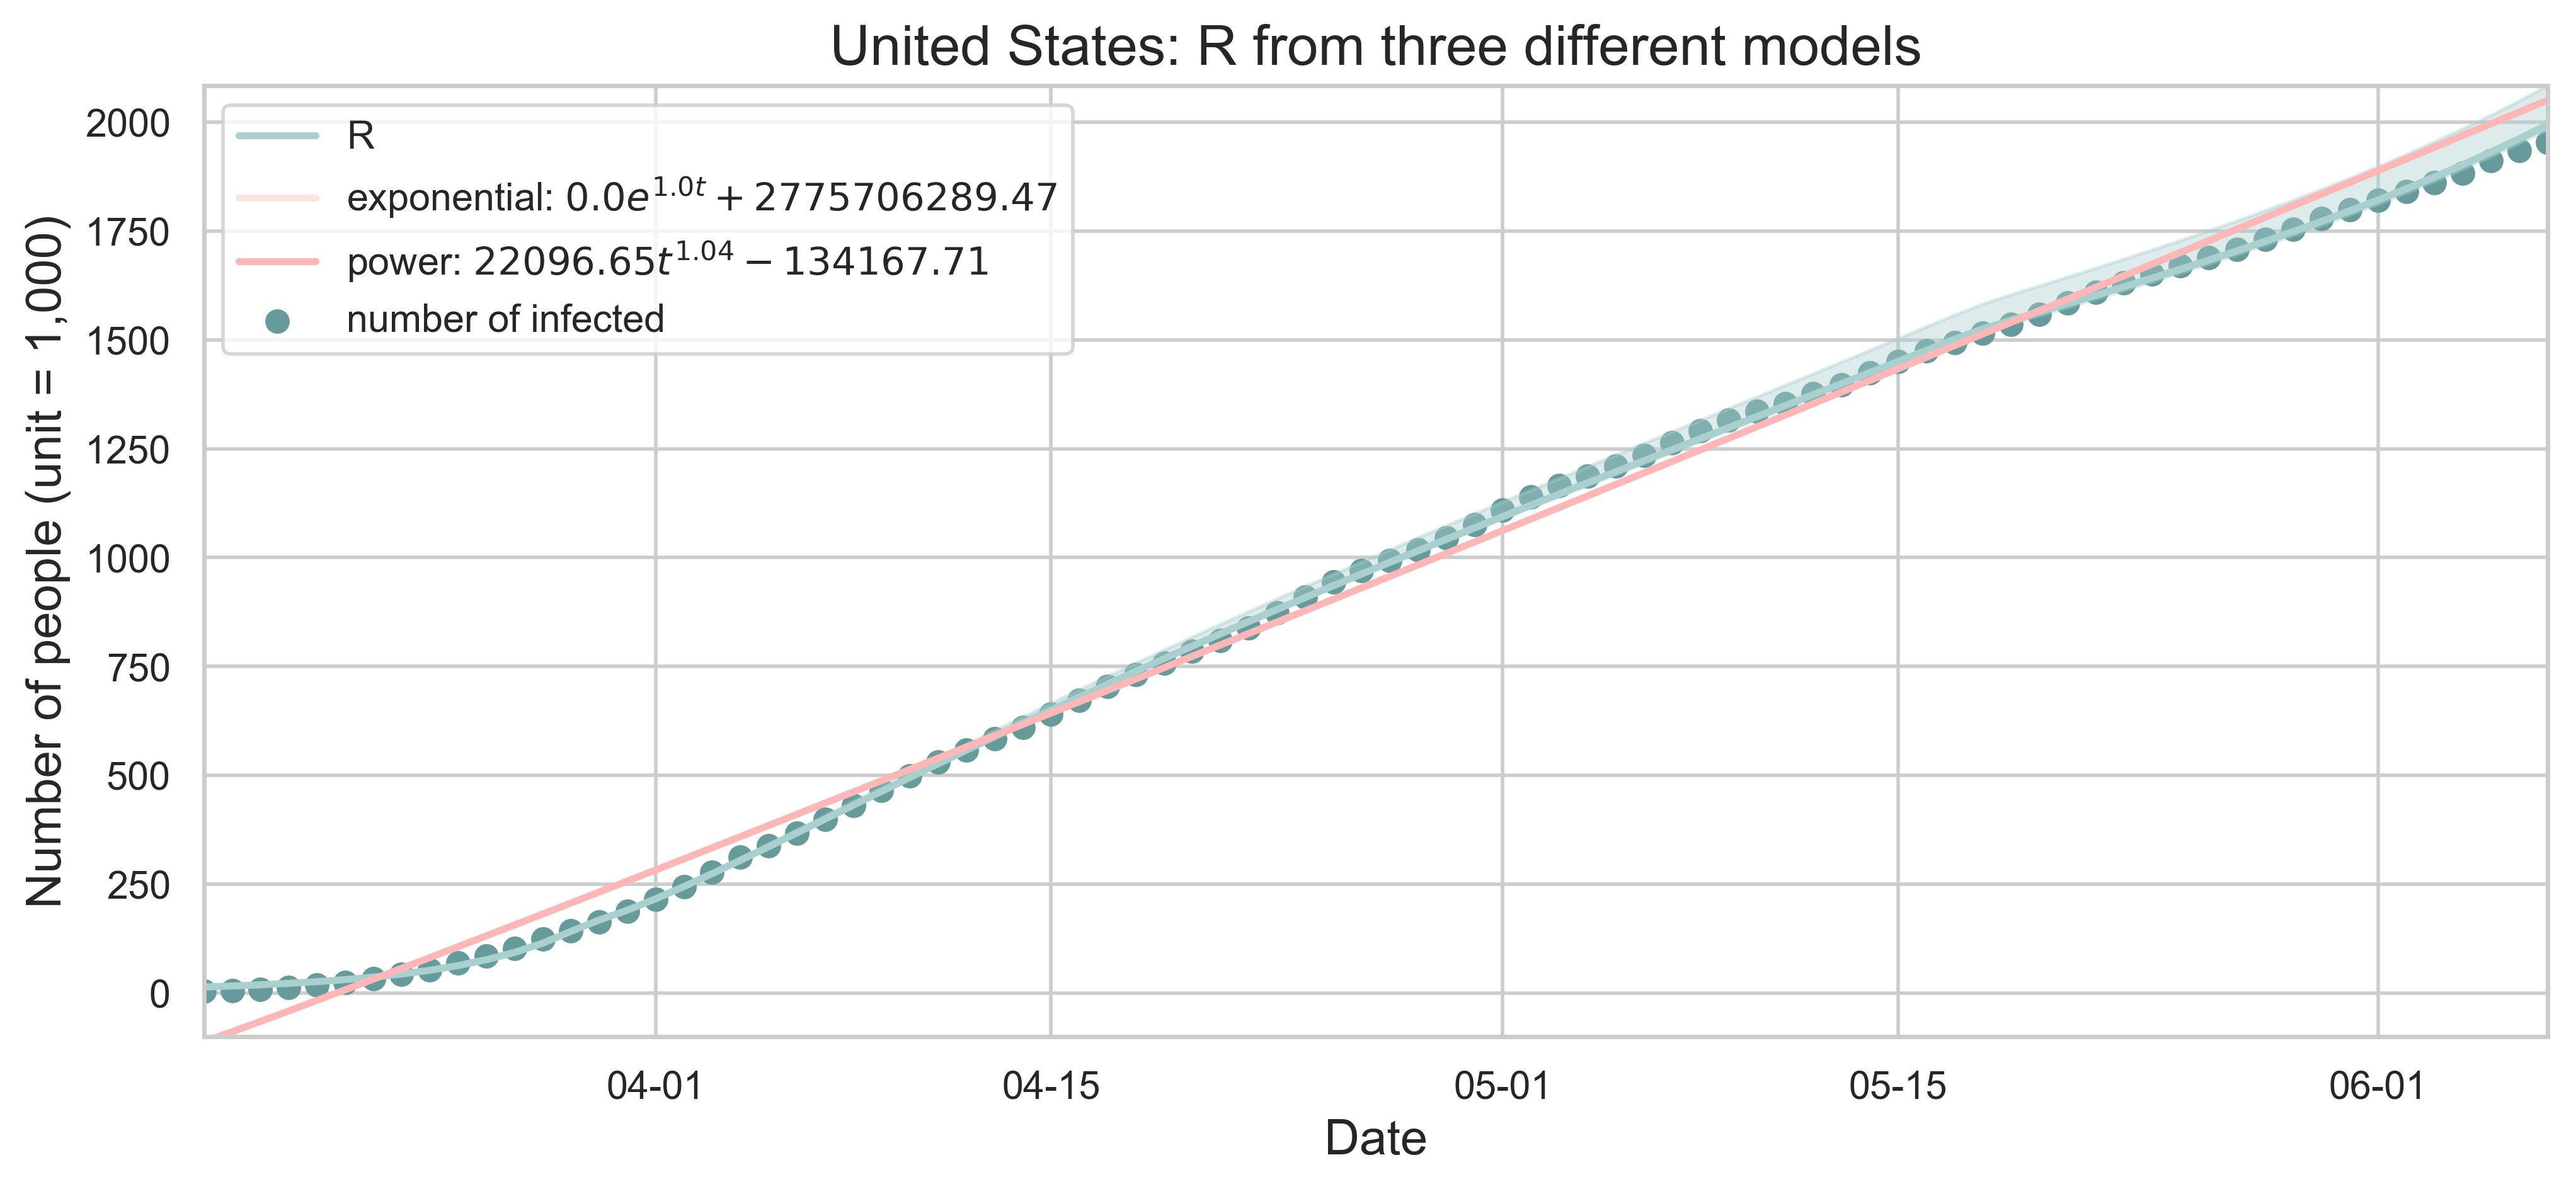 United States: R from three different models
R
exponential: 0.0e^{1.0t} + 2775706289.47
power: 22096.65t^{1.04} − 134167.71
number of infected
Number of people (unit = 1,000)
2000
1750
1500
1250
1000
750
500
250
0
04-01 04-15 05-01 05-15 06-01
Date